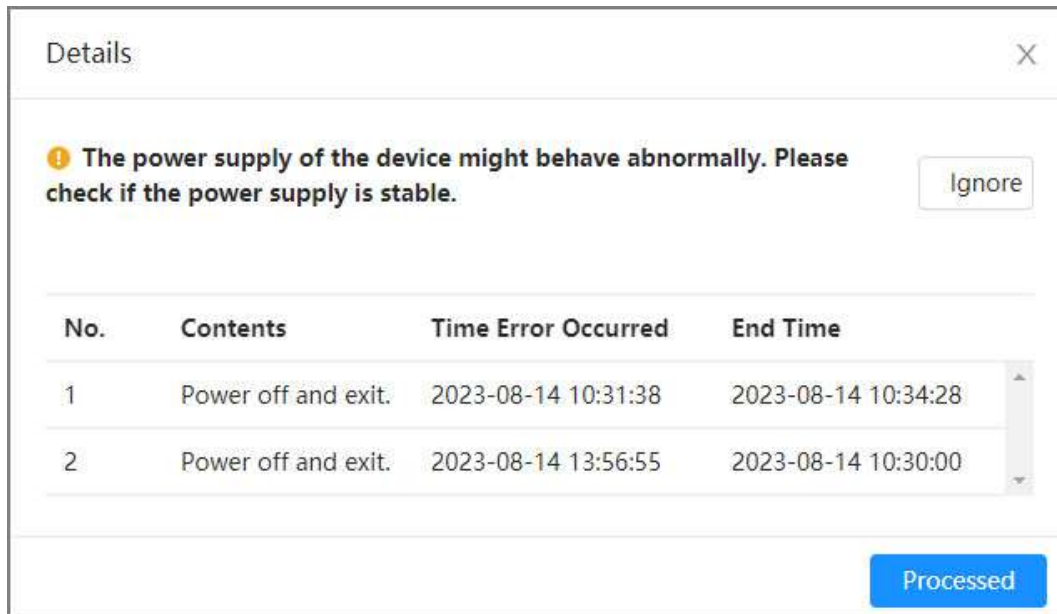 Details
X
The power supply of the device might behave abnormally. Please
check if the power supply is stable.
Ignore
No. Contents Time Error Occurred End Time
1 Power off and exit. 2023-08-14 10:31:38 2023-08-14 10:34:28
2 Power off and exit. 2023-08-14 13:56:55 2023-08-14 10:30:00
Processed